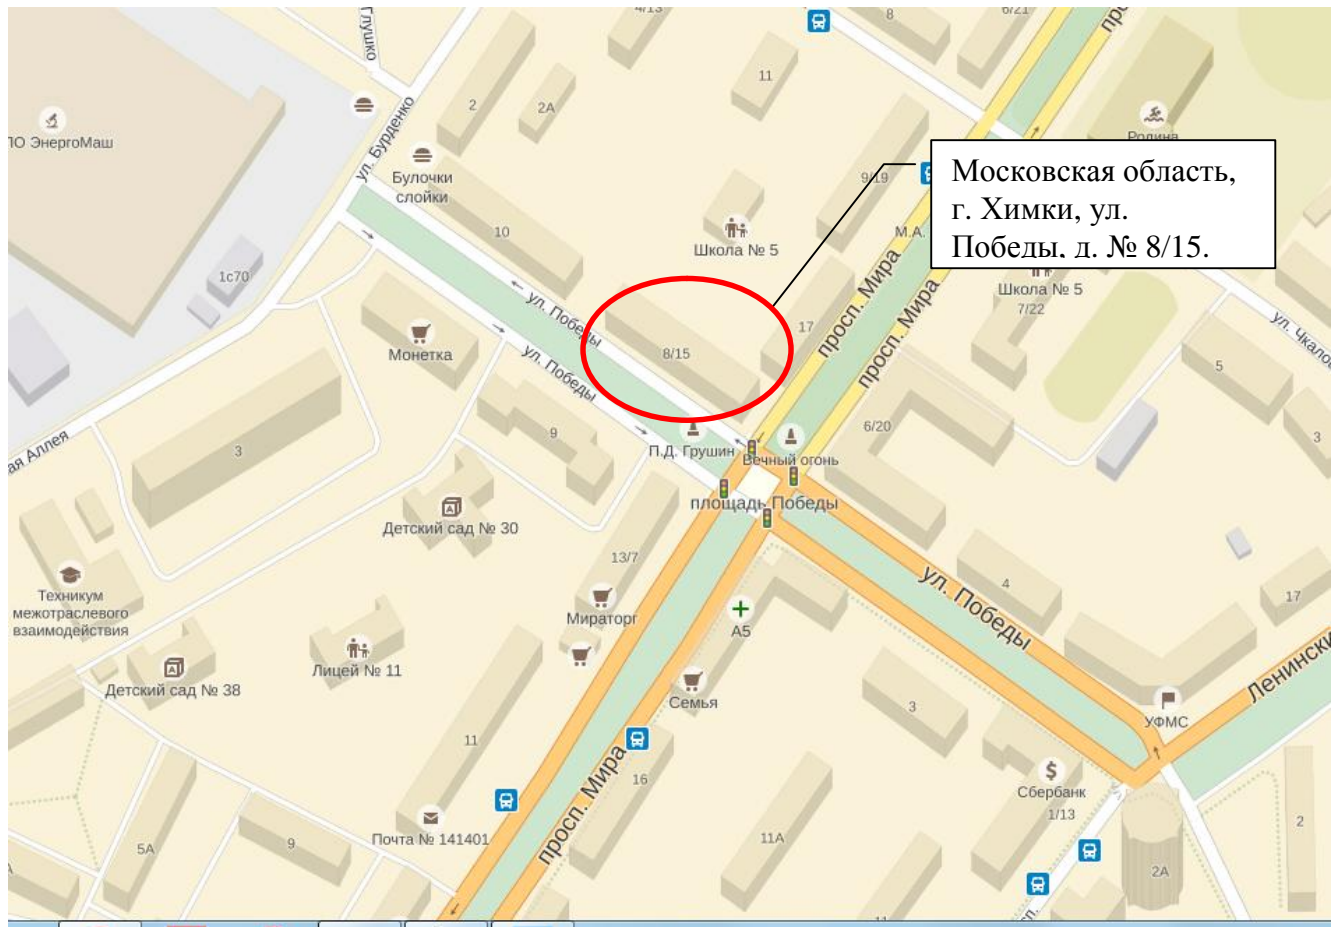 Глушко
4/13
8
6/21
просп.
11
2
2А
ПО ЭнергоМаш
ул. Бурденко
Булочки
слойки
Родина
9/19
Московская область,
г. Химки, ул.
Победы, д. № 8/15.
10
Школа № 5
М.А.
1с70
Школа № 5
7/22
просп. Мира
просп. Мира
ул. Победы
ул. Победы
17
ул. Чкалова
Монетка
8/15
5
9
6/20
3
3
П.Д. Грушин
Вечный огонь
площадь Победы
Детский сад № 30
13/7
ул. Победы
4
17
Техникум
межотраслевого
взаимодействия
Мираторг
А5
Лицей № 11
Детский сад № 38
Семья
Ленински
3
УФМС
11
просп. Мира
16
Сбербанк
1/13
Почта № 141401
5А
9
11А
2
2А